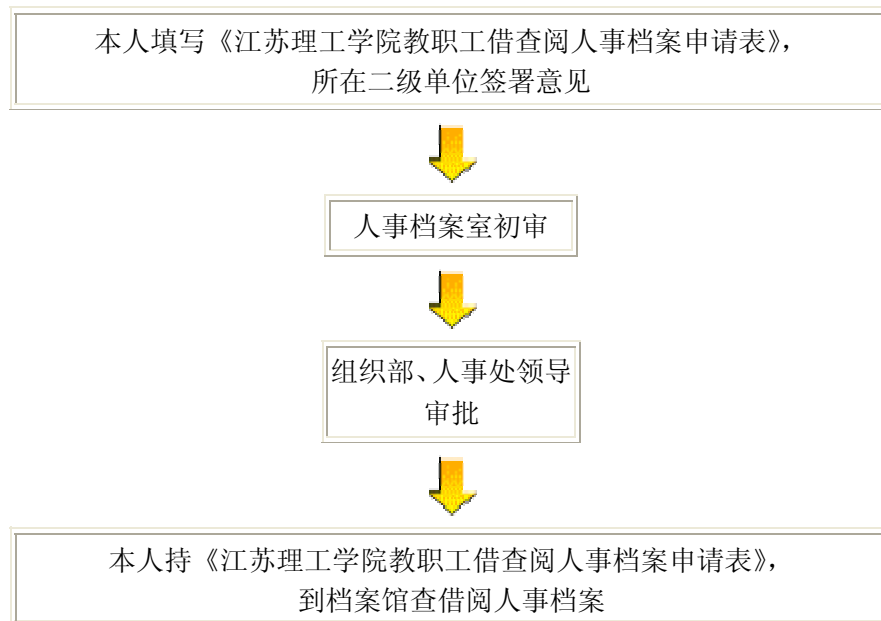 本人填写《江苏理工学院教职工借查阅人事档案申请表》，
所在二级单位签署意见
人事档案室初审
组织部、人事处领导
审批
本人持《江苏理工学院教职工借查阅人事档案申请表》，
到档案馆查借阅人事档案